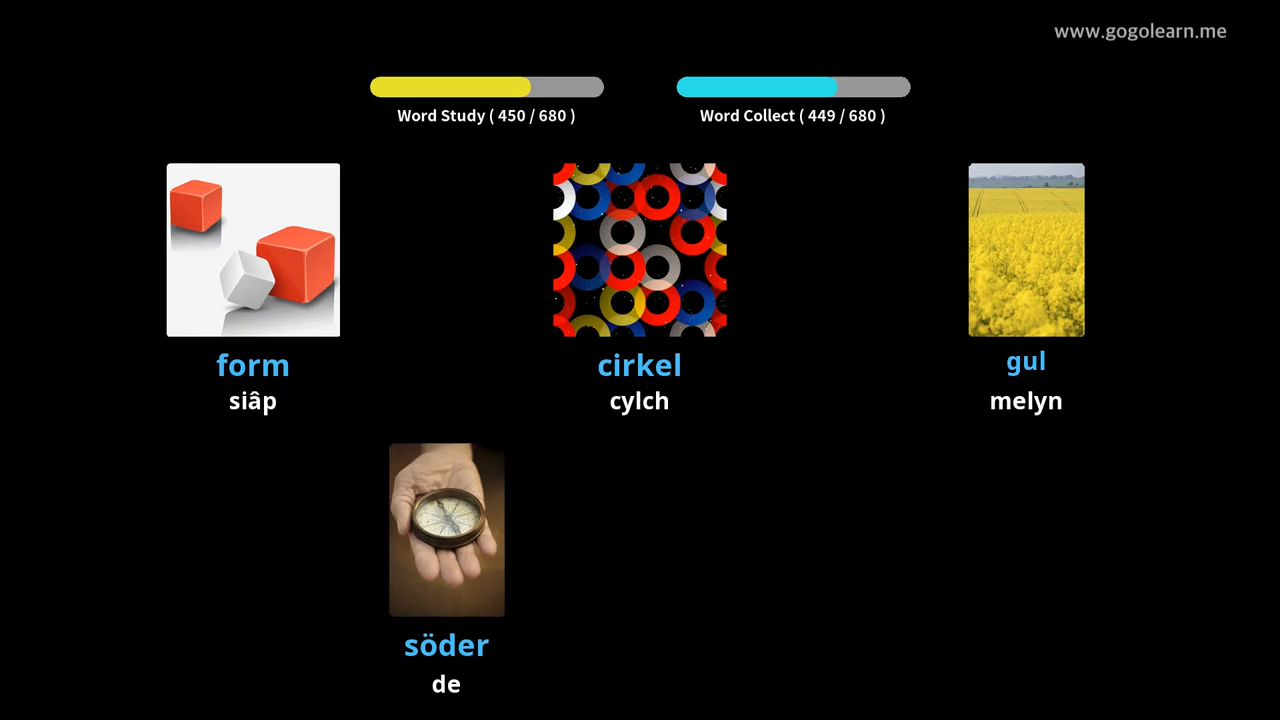 www.gogolearn.me
Word Study ( 450 / 680 )
Word Collect ( 449 / 680 )
form
siâp
cirkel
cylch
gul
melyn
söder
de